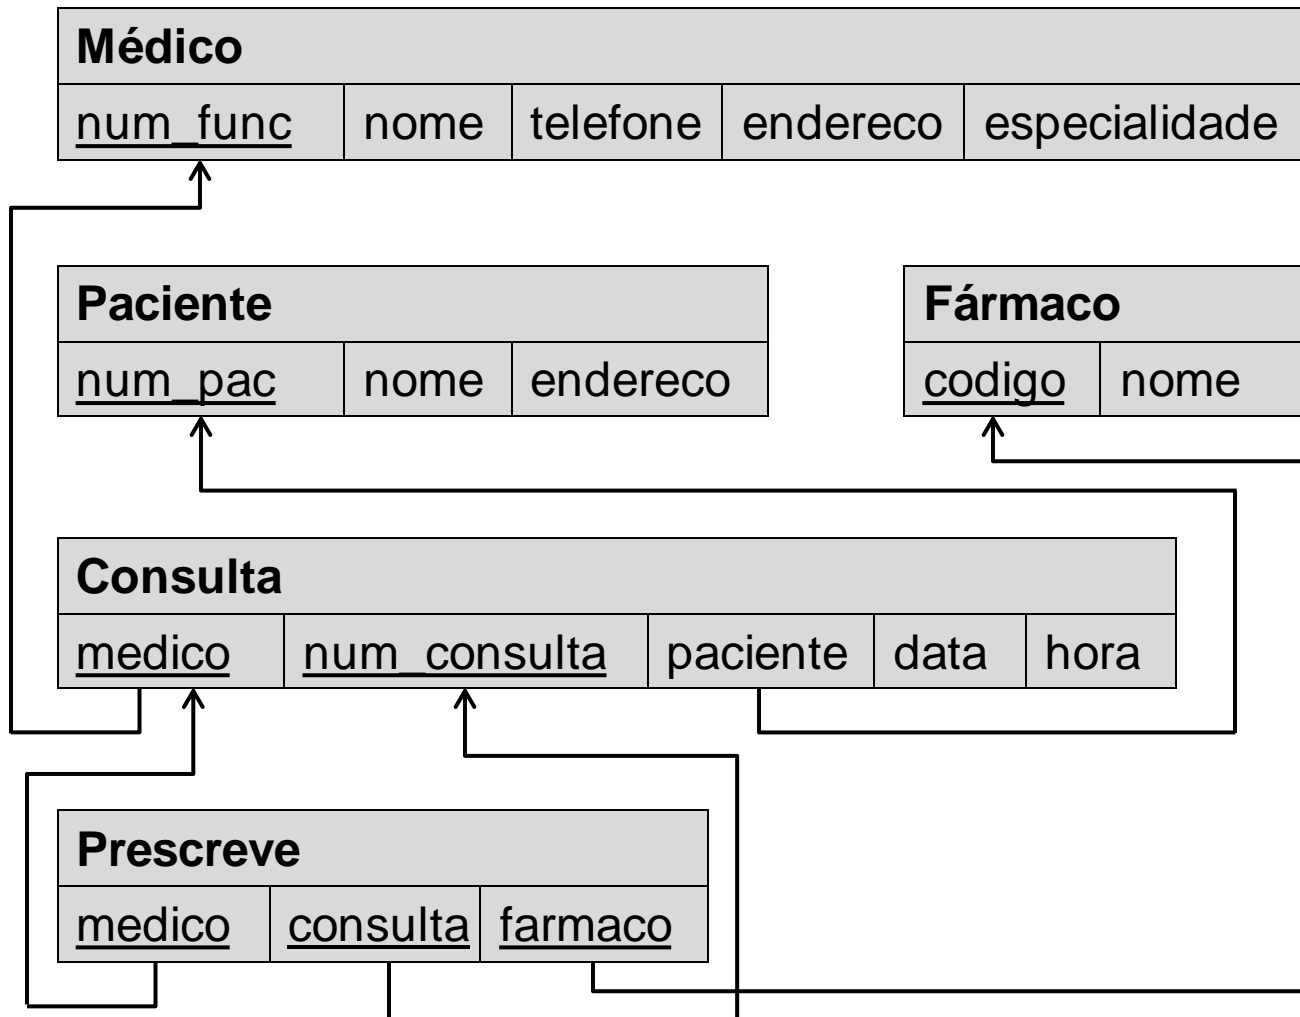 Médico
num_func nome telefone endereco especialidade
Paciente
num_pac nome endereco
Fármaco
codigo nome
Consulta
medico num_consulta paciente data hora
Prescreve
medico consulta farmaco